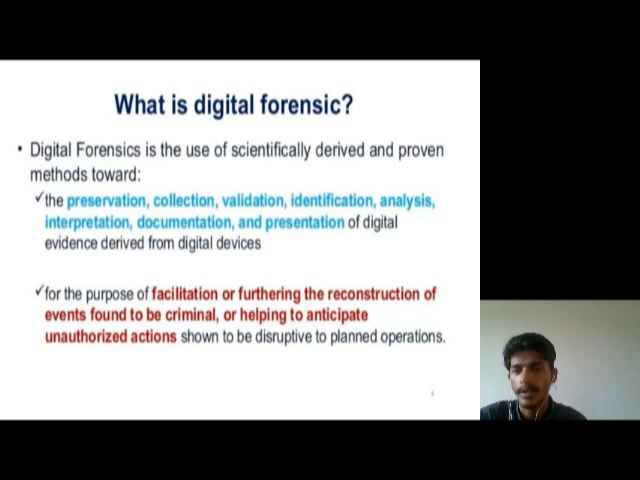 What is digital forensic?
• Digital Forensics is the use of scientifically derived and proven
methods toward:
✓the preservation, collection, validation, identification, analysis,
interpretation, documentation, and presentation of digital
evidence derived from digital devices
✓for the purpose of facilitation or furthering the reconstruction of
events found to be criminal, or helping to anticipate
unauthorized actions shown to be disruptive to planned operations.